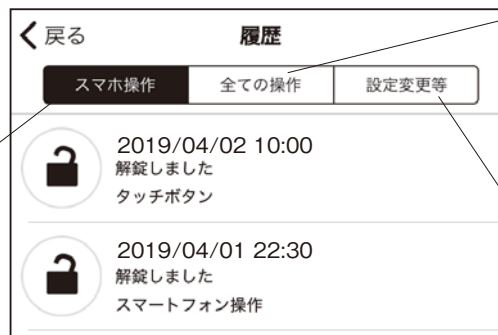 戻る
履歴
スマホ操作
全ての操作
設定変更等
2019/04/02 10:00
解錠しました
タッチボタン
2019/04/01 22:30
解錠しました
スマートフォン操作